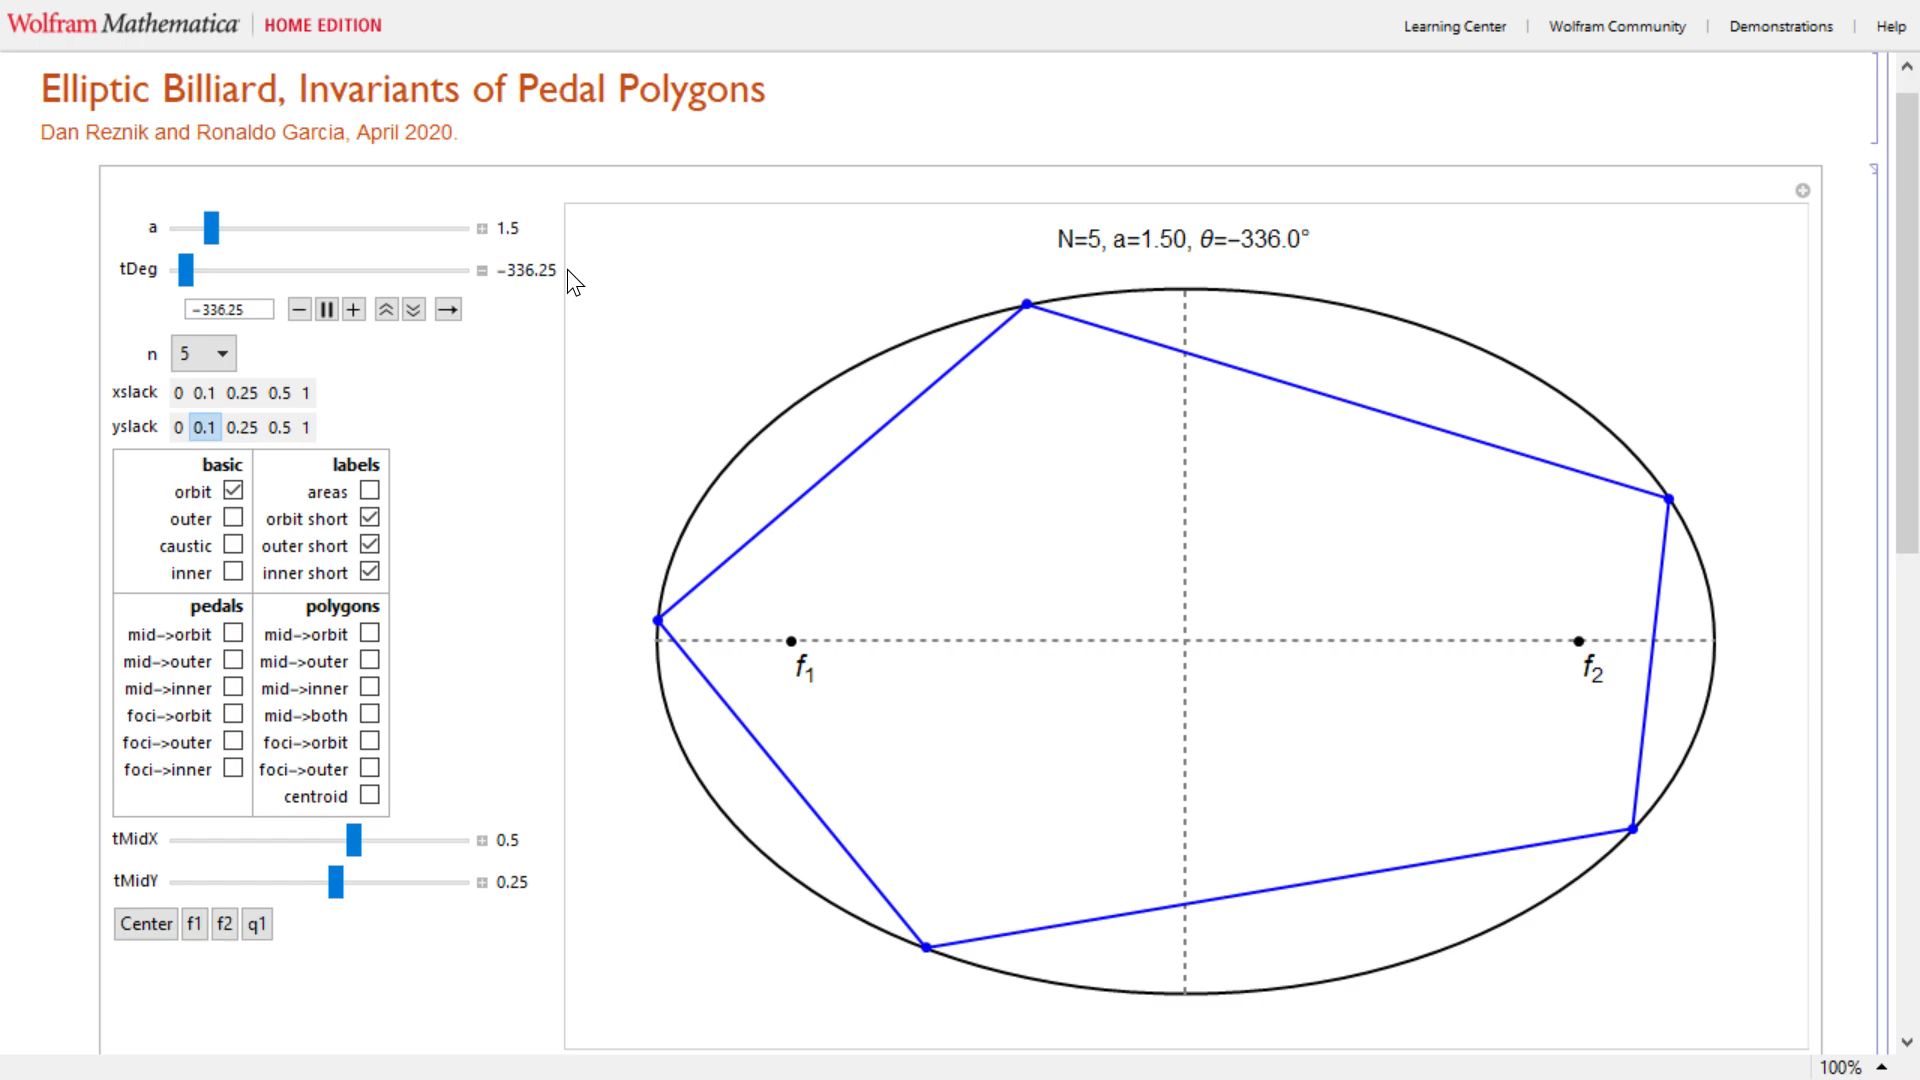 Wolfram Mathematica | HOME EDITION
Learning Center | Wolfram Community | Demonstrations | Help
Elliptic Billiard, Invariants of Pedal Polygons
Dan Reznik and Ronaldo Garcia, April 2020.
a 1.5
tDeg −336.25
−336.25
n 5
xslack 0 0.1 0.25 0.5 1
yslack 0 0.1 0.25 0.5 1
basic labels
orbit areas
outer orbit short
caustic outer short
inner inner short
pedals polygons
mid->orbit mid->orbit
mid->outer mid->outer
mid->inner mid->inner
foci->orbit mid->both
foci->outer foci->orbit
foci->inner foci->outer
centroid
tMidX 0.5
tMidY 0.25
Center f1 f2 q1
N=5, a=1.50, θ=−336.0°
f1
f2
100%